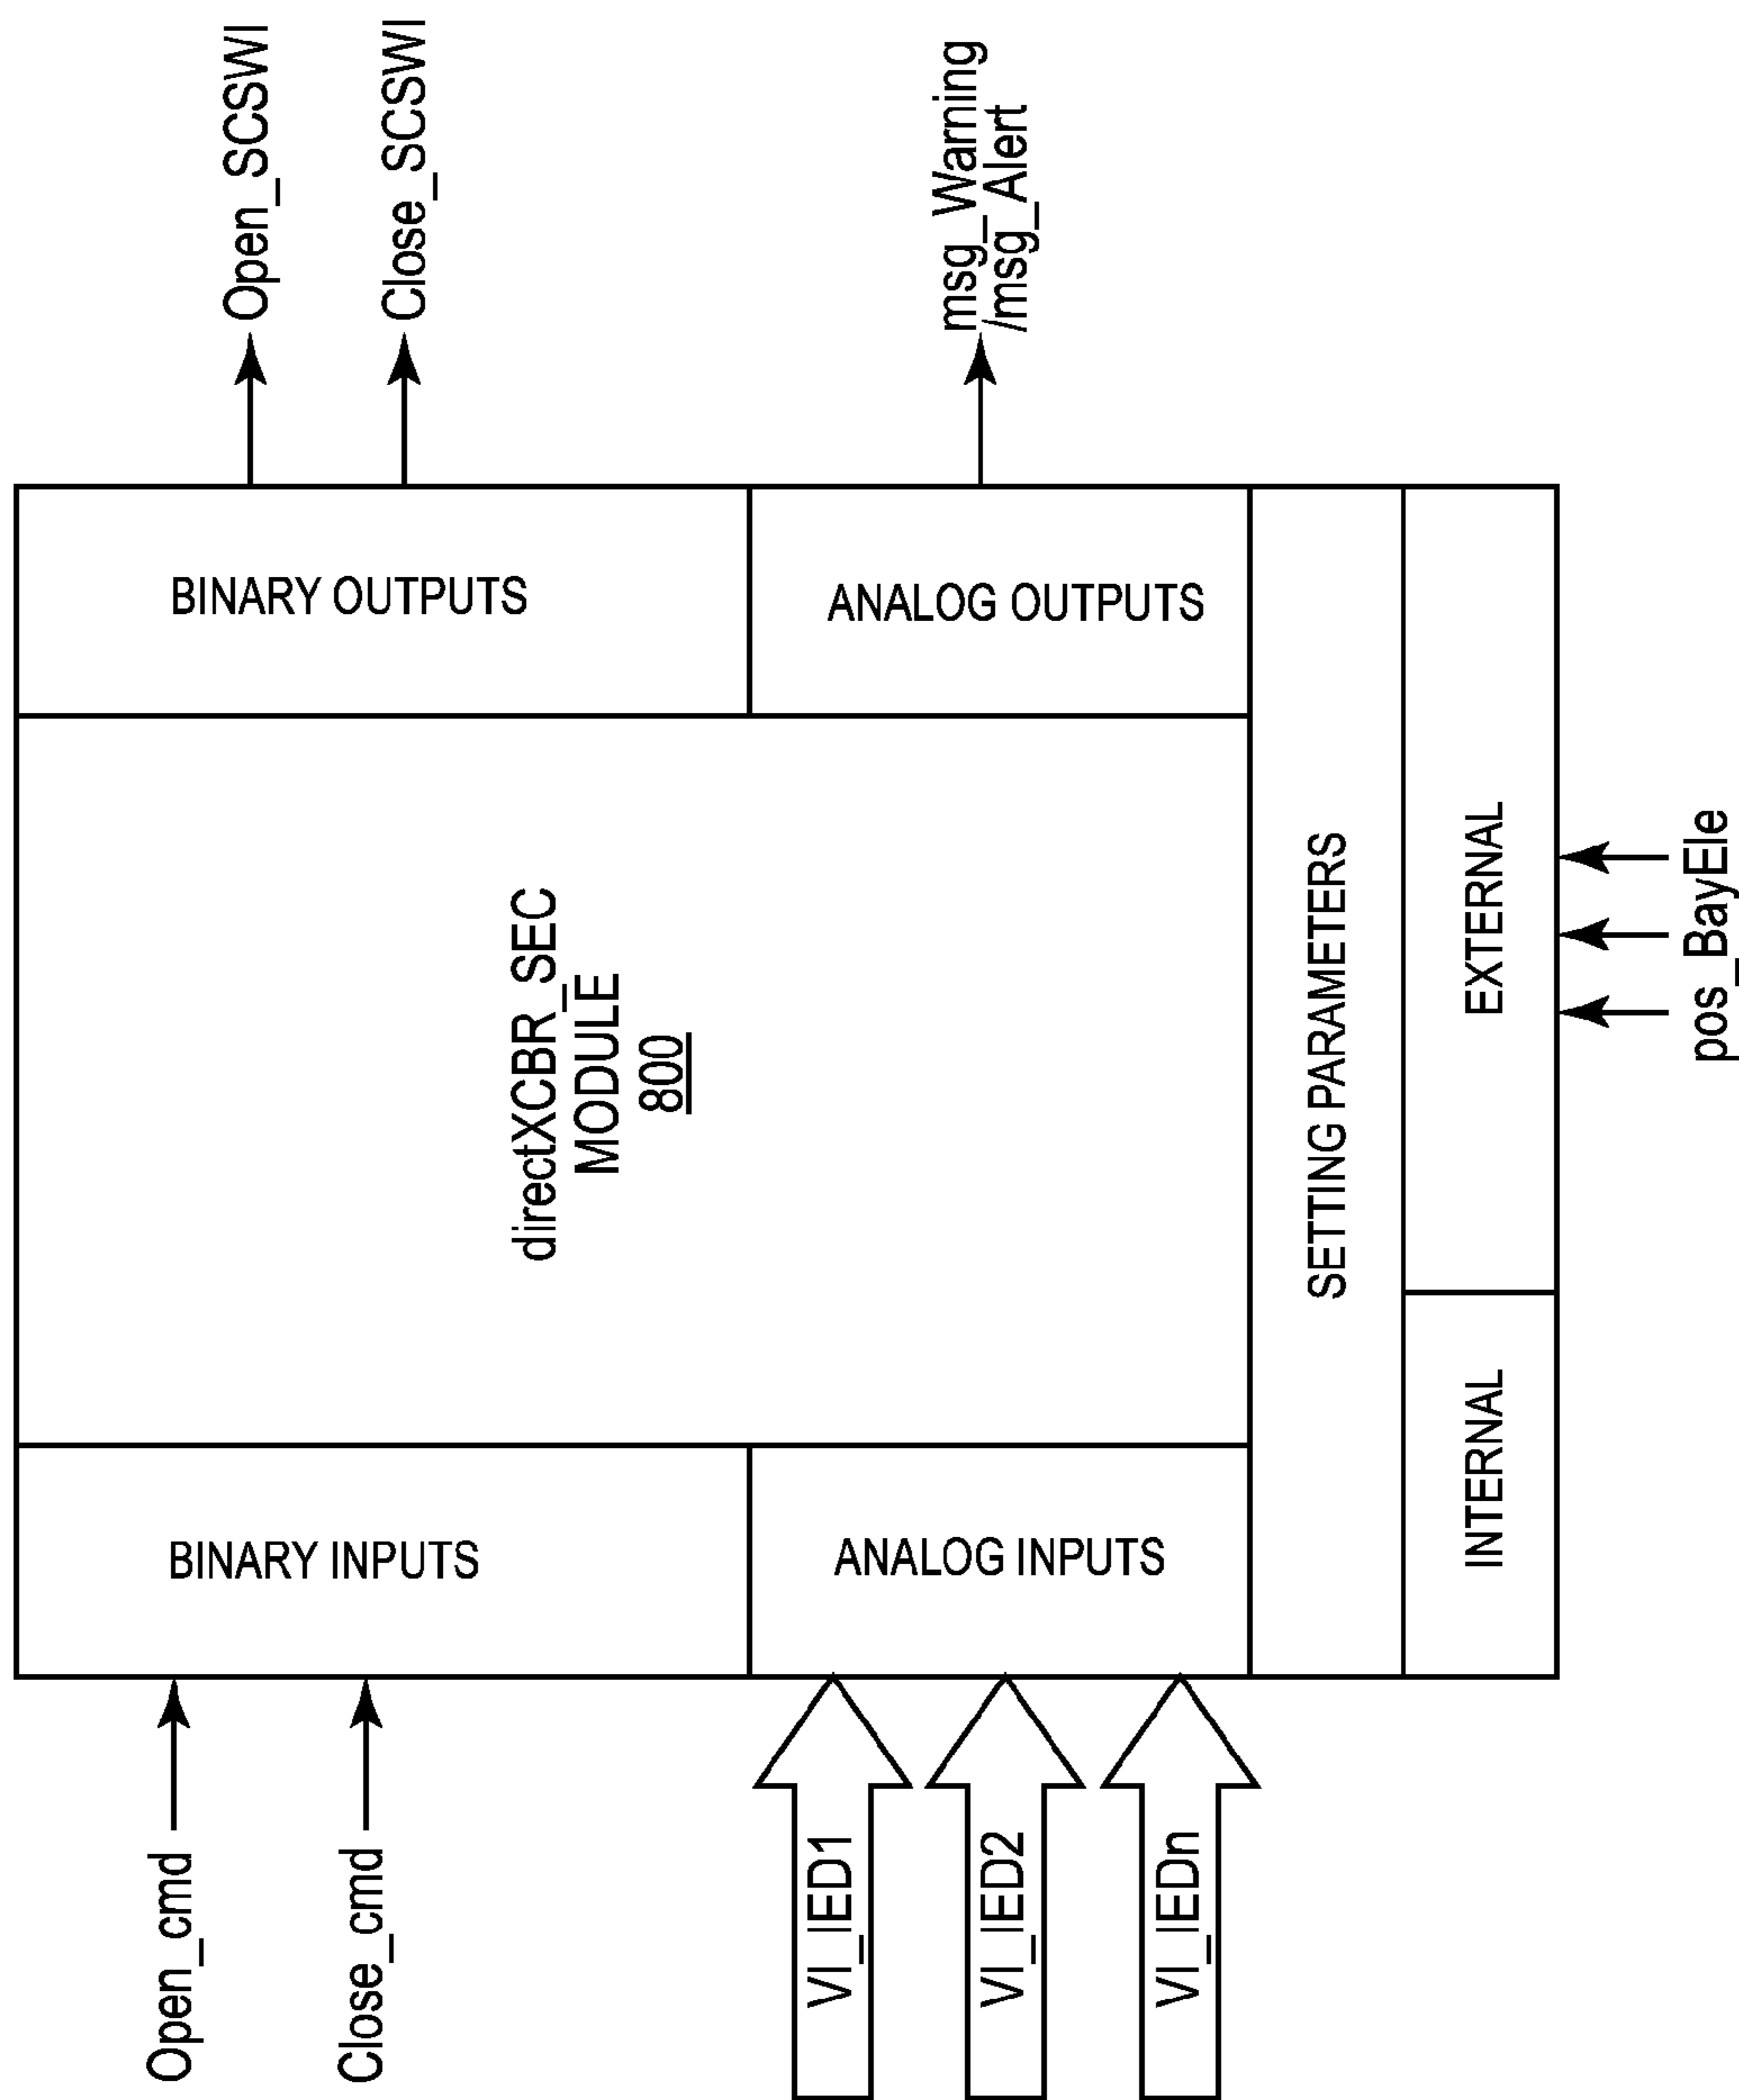 Open_cmd
Close_cmd
VI_IED1
VI_IED2
VI_IEDn
BINARY INPUTS
ANALOG INPUTS
directXCBR_SEC
MODULE
800
BINARY OUTPUTS
ANALOG OUTPUTS
Open_SCSWI
Close_SCSWI
msg_Warning
/msg_Alert
SETTING PARAMETERS
INTERNAL
EXTERNAL
pos_BayEle